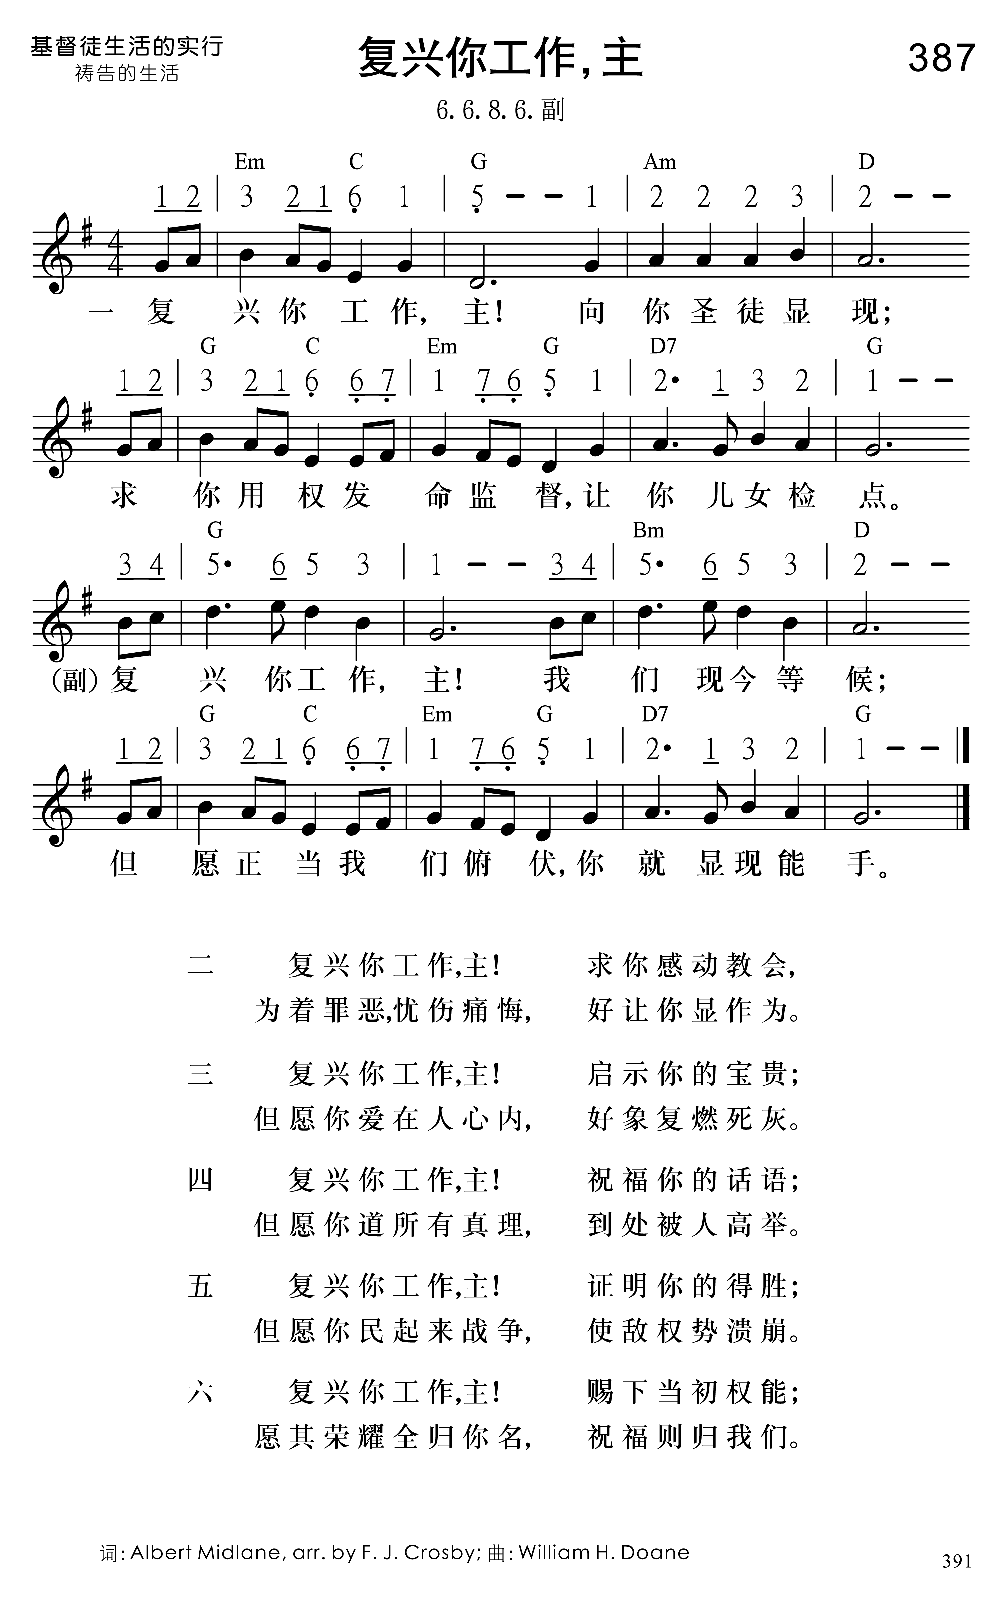 基督徒生活的实行
祷告的生活
复兴你工作，主
387
6.6.8.6.副
Em C G Am D
1 2 | 3 2 1 6 1 | 5 - - 1 | 2 2 2 3 | 2 - -
4
4
一 复 兴 你 工 作， 主！ 向 你 圣 徒 显 现；
G C Em G D7 G
1 2 | 3 2 1 6 6 7 | 1 7 6 5 1 | 2· 1 3 2 | 1 - -
求 你 用 权 发 命 监 督，让 你 儿 女 检 点。
G Bm D
3 4 | 5· 6 5 3 | 1 - - 3 4 | 5· 6 5 3 | 2 - -
（副）复 兴 你 工 作， 主！ 我 们 现 今 等 候；
G C Em G D7 G
1 2 | 3 2 1 6 6 7 | 1 7 6 5 1 | 2· 1 3 2 | 1 - -
但 愿 正 当 我 们 俯 伏，你 就 显 现 能 手。
二 复兴你工作，主！ 求你感动教会，
为着罪恶，忧伤痛悔， 好让你显作为。
三 复兴你工作，主！ 启示你的宝贵；
但愿你爱在人心内， 好象复燃死灰。
四 复兴你工作，主！ 祝福你的话语；
但愿你道所有真理， 到处被人高举。
五 复兴你工作，主！ 证明你的得胜；
但愿你民起来战争， 使敌权势溃崩。
六 复兴你工作，主！ 赐下当初权能；
愿其荣耀全归你名， 祝福则归我们。
词：Albert Midlane, arr. by F. J. Crosby; 曲：William H. Doane
391